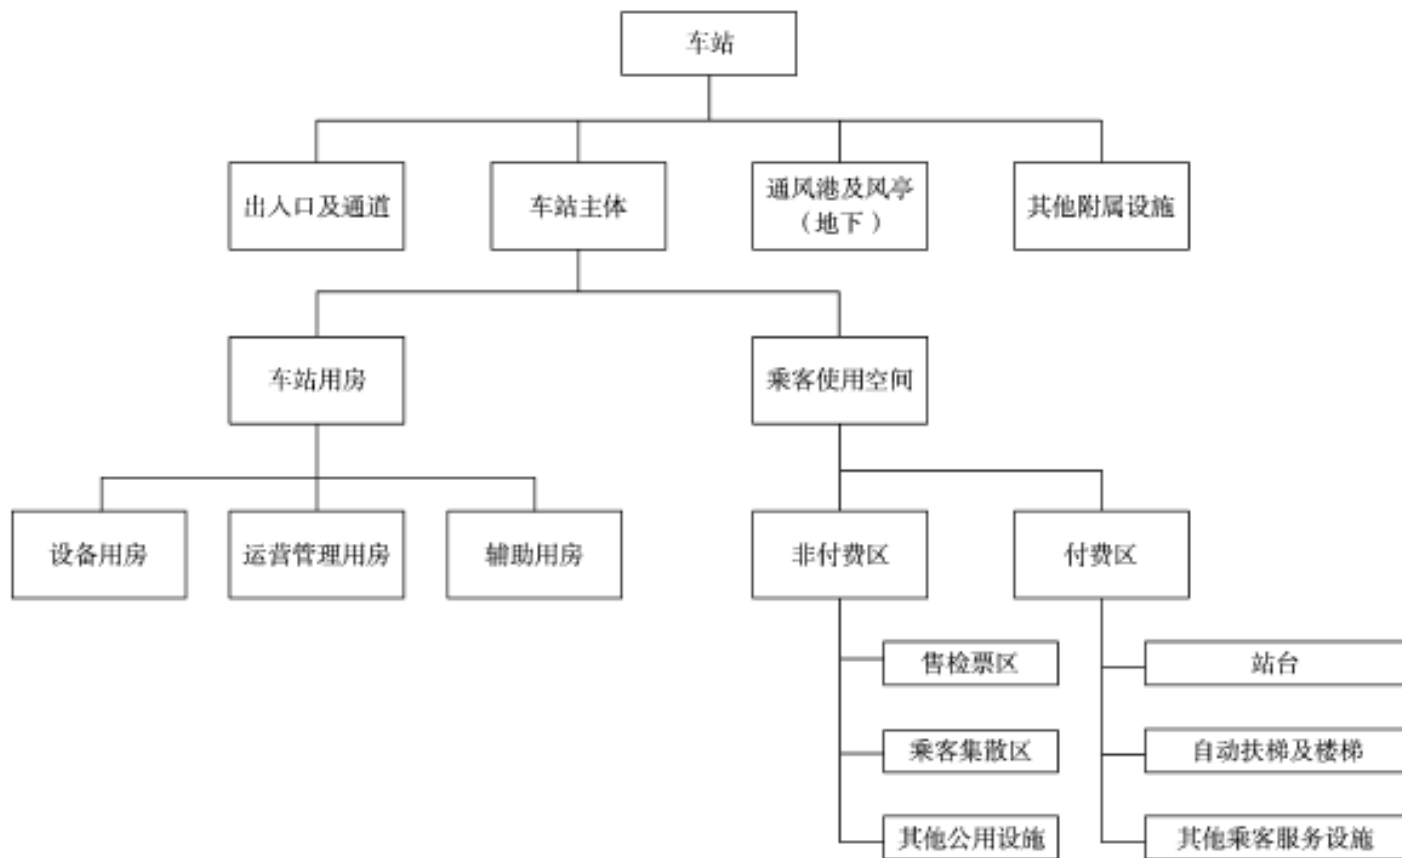 车站
出入口及通道
车站主体
通风港及风亭
（地下）
其他附属设施
车站用房
乘客使用空间
设备用房
运营管理用房
辅助用房
非付费区
付费区
售检票区
站台
乘客集散区
自动扶梯及楼梯
其他公用设施
其他乘客服务设施